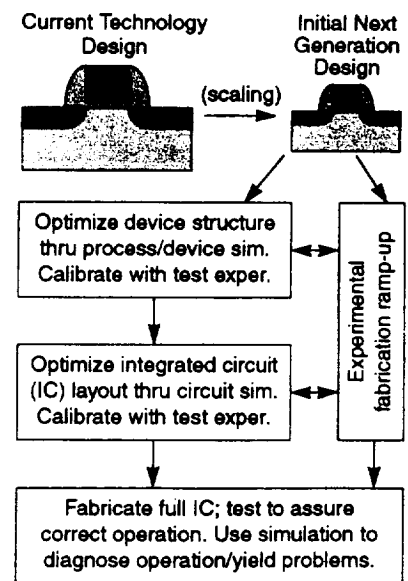 Current Technology
Design
Initial Next
Generation
Design
(scaling)
Optimize device structure
thru process/device sim.
Calibrate with test exper.
Experimental
fabrication ramp-up
Optimize integrated circuit
(IC) layout thru circuit sim.
Calibrate with test exper.
Fabricate full IC; test to assure
correct operation. Use simulation to
diagnose operation/yield problems.